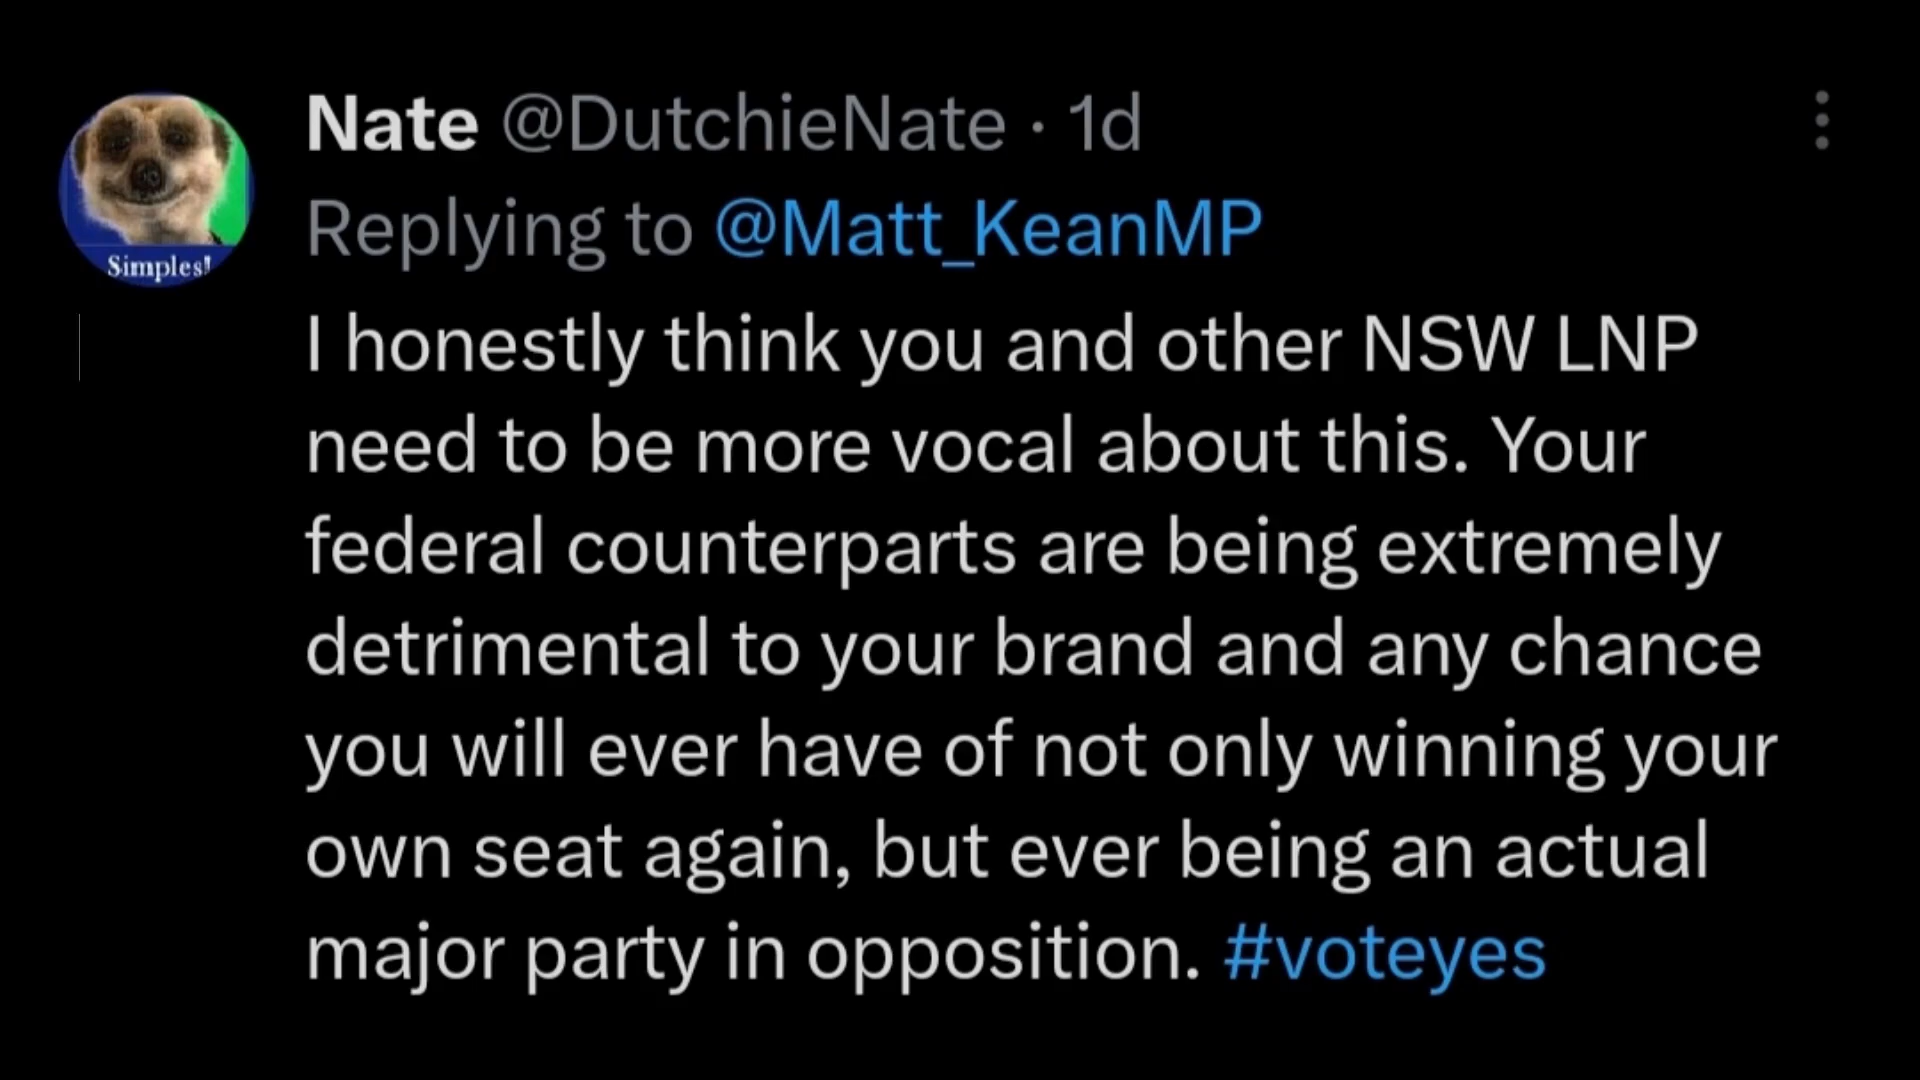 Nate @DutchieNate · 1d
Replying to @Matt_KeanMP
Simples!
I honestly think you and other NSW LNP
need to be more vocal about this. Your
federal counterparts are being extremely
detrimental to your brand and any chance
you will ever have of not only winning your
own seat again, but ever being an actual
major party in opposition. #voteyes